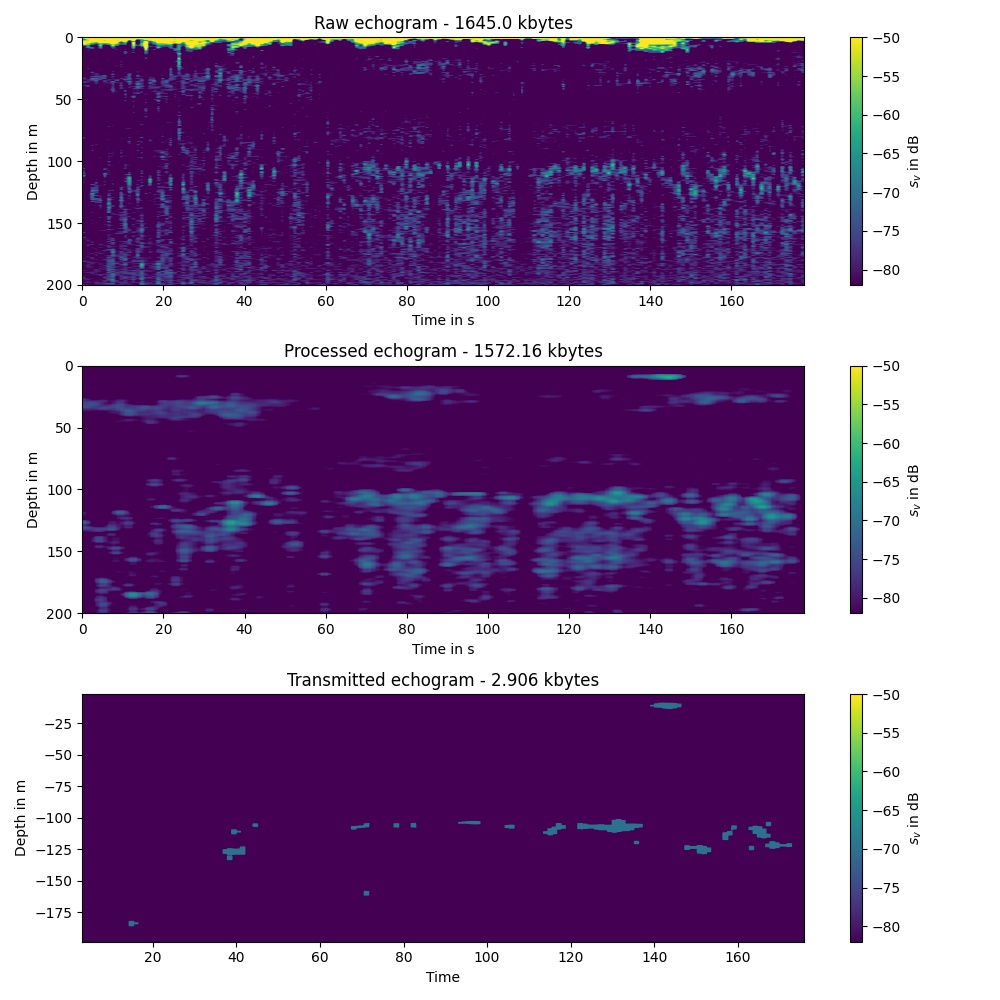 Raw echogram - 1645.0 kbytes
0
50
100
150
200
Depth in m
0 20 40 60 80 100 120 140 160
Time in s
−50
−55
−60
−65
−70
−75
−80
sv in dB
Processed echogram - 1572.16 kbytes
0
50
100
150
200
Depth in m
0 20 40 60 80 100 120 140 160
Time in s
−50
−55
−60
−65
−70
−75
−80
sv in dB
Transmitted echogram - 2.906 kbytes
−25
−50
−75
−100
−125
−150
−175
Depth in m
20 40 60 80 100 120 140 160
Time
−50
−55
−60
−65
−70
−75
−80
sv in dB